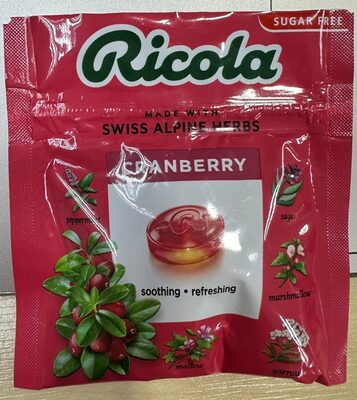 SUGAR FREE
Ricola
MADE WITH
SWISS ALPINE HERBS
CRANBERRY
peppermint
sage
soothing • refreshing
marshmallow
mallow
yarrow